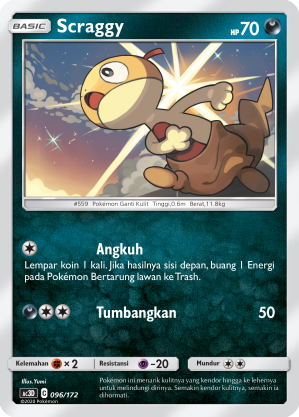 BASIC Scraggy HP70
#559 Pokémon Ganti Kulit Tinggi,0.6m Berat,11.8kg
Angkuh
Lempar koin 1 kali. Jika hasilnya sisi depan, buang 1 Energi
pada Pokémon Bertarung lawan ke Trash.
Tumbangkan 50
Kelemahan ×2 Resistansi -20 Mundur
Illus.Yumi
Pokémon ini menarik kulitnya yang kendor hingga ke lehernya
untuk melindungi dirinya. Semakin kendor kulitnya, semakin ia
dihormati.
AC3D 096/172
©2020 Pokémon